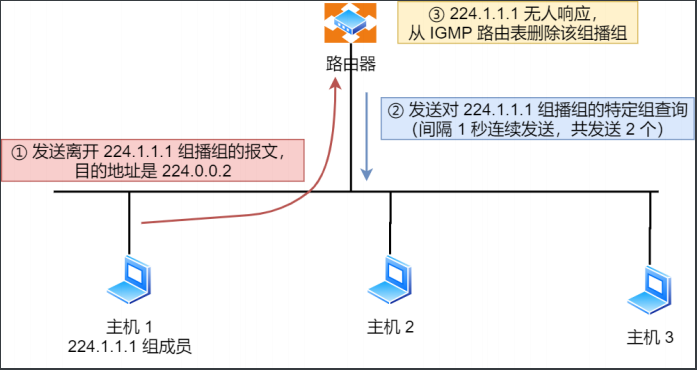 ③ 224.1.1.1 无人响应，
从 IGMP 路由表删除该组播组
路由器
② 发送对 224.1.1.1 组播组的特定组查询
（间隔 1 秒连续发送，共发送 2 个）
① 发送离开 224.1.1.1 组播组的报文，
目的地址是 224.0.0.2
主机 1
224.1.1.1 组成员
主机 2
主机 3